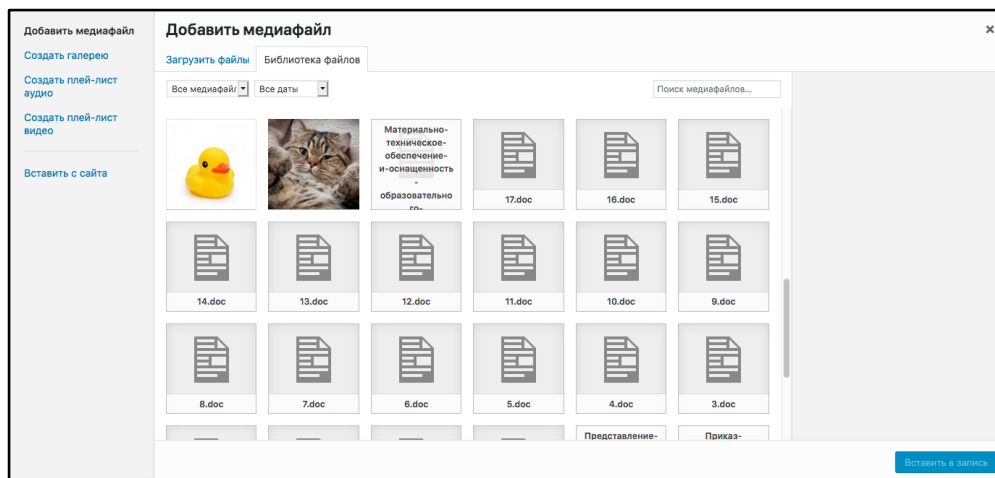 Добавить медиафайл
Создать галерею
Создать плей-лист
аудио
Создать плей-лист
видео
Вставить с сайта
Добавить медиафайл
×
Загрузить файлы
Библиотека файлов
Все медиафай
Все даты
Поиск медиафайлов...
Материально-
техническое-
обеспечение-
и-оснащенность
-
образовательно
го-
17.doc
16.doc
15.doc
14.doc
13.doc
12.doc
11.doc
10.doc
9.doc
8.doc
7.doc
6.doc
5.doc
4.doc
3.doc
Представление-
Приказ-
Вставить в запись